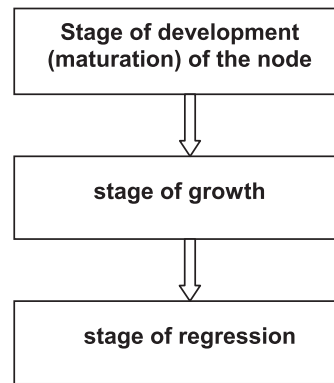 Stage of development
(maturation) of the node
stage of growth
stage of regression